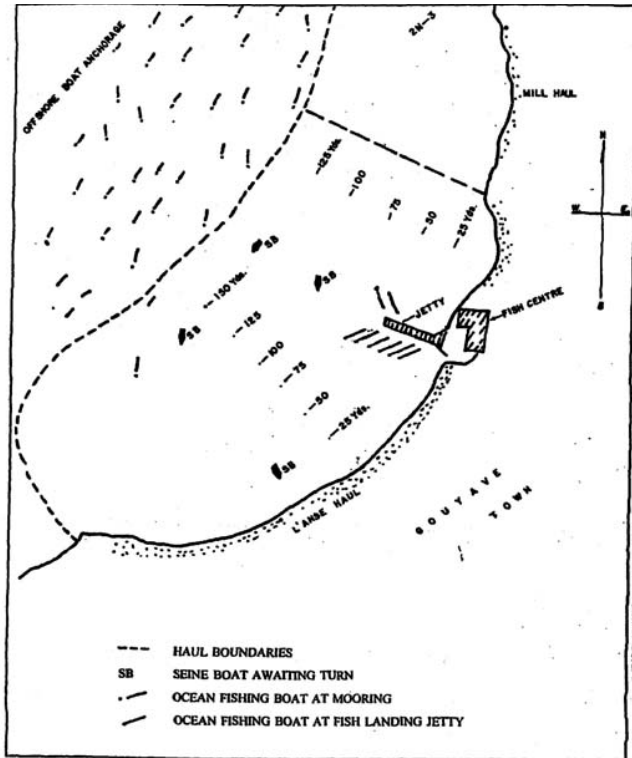 OFFSHORE BOAT ANCHORAGE
MILL HAUL
N
W E
S
125 Yds.
100
75
50
25 Yds.
SB
SB
150 Yds.
SB
125
100
75
50
25 Yds.
SB
JETTY
FISH CENTRE
L'ANSE HAUL
GOUYAVE
TOWN
HAUL BOUNDARIES
SB SEINE BOAT AWAITING TURN
OCEAN FISHING BOAT AT MOORING
OCEAN FISHING BOAT AT FISH LANDING JETTY